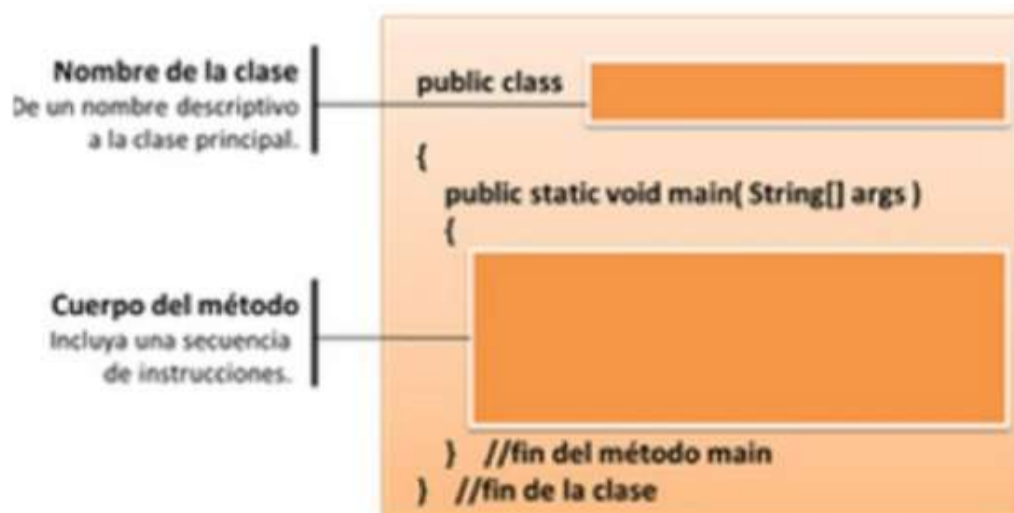 Nombre de la clase
De un nombre descriptivo
a la clase principal.
public class
{
public static void main( String[] args )
{
Cuerpo del método
Incluya una secuencia
de instrucciones.
} //fin del método main
} //fin de la clase